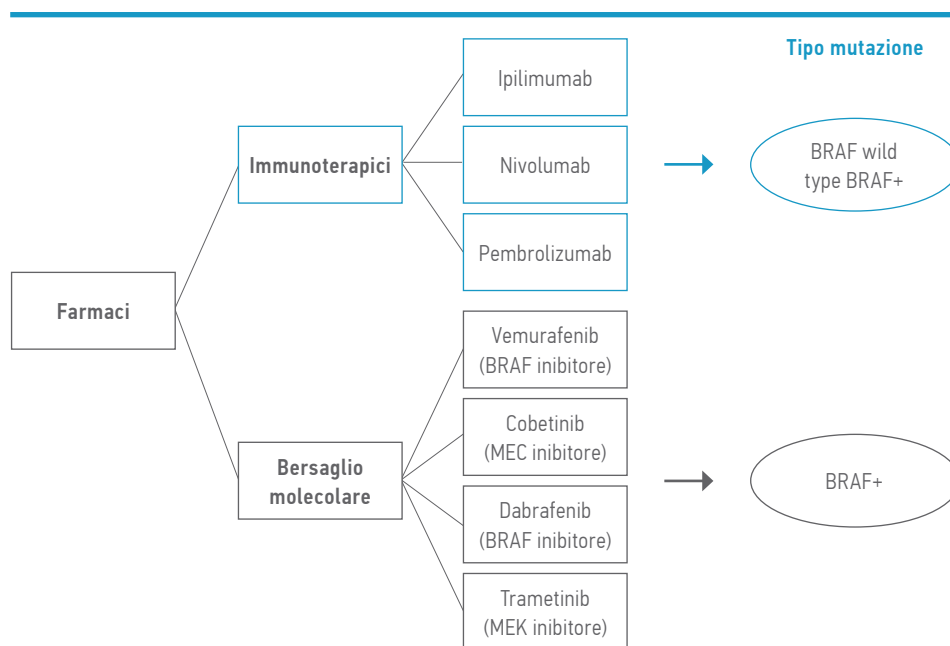 Tipo mutazione
Ipilimumab
Immunoterapici
Nivolumab
BRAF wild
type BRAF+
Pembrolizumab
Farmaci
Vemurafenib
(BRAF inibitore)
Cobetinib
(MEC inibitore)
Bersaglio
molecolare
BRAF+
Dabrafenib
(BRAF inibitore)
Trametinib
(MEK inibitore)